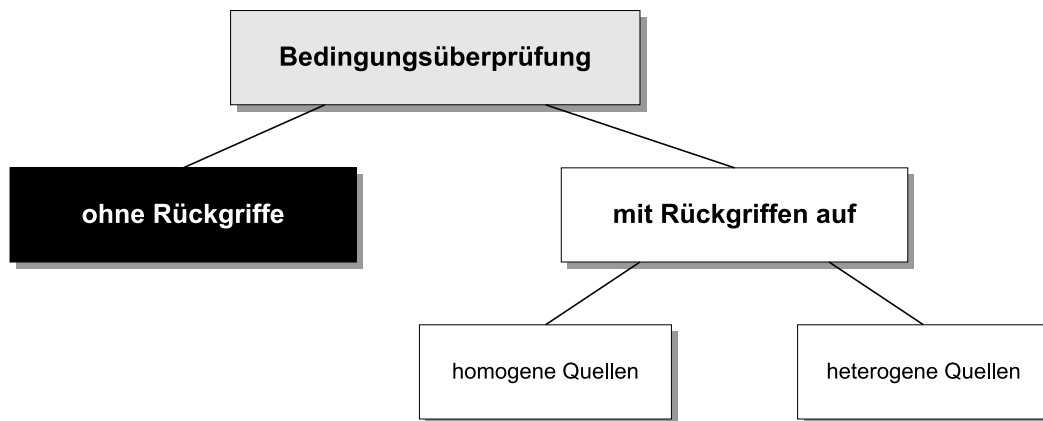 Bedingungsüberprüfung
ohne Rückgriffe
mit Rückgriffen auf
homogene Quellen
heterogene Quellen